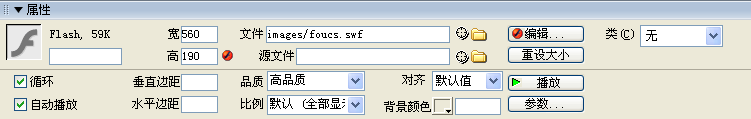 属性
Flash, 59K 宽 560 文件 images/foucs.swf 编辑... 类(C) 无
高 190 源文件 重设大小
循环 垂直边距 品质 高品质 对齐 默认值 播放
自动播放 水平边距 比例 默认 (全部显 背景颜色 参数...